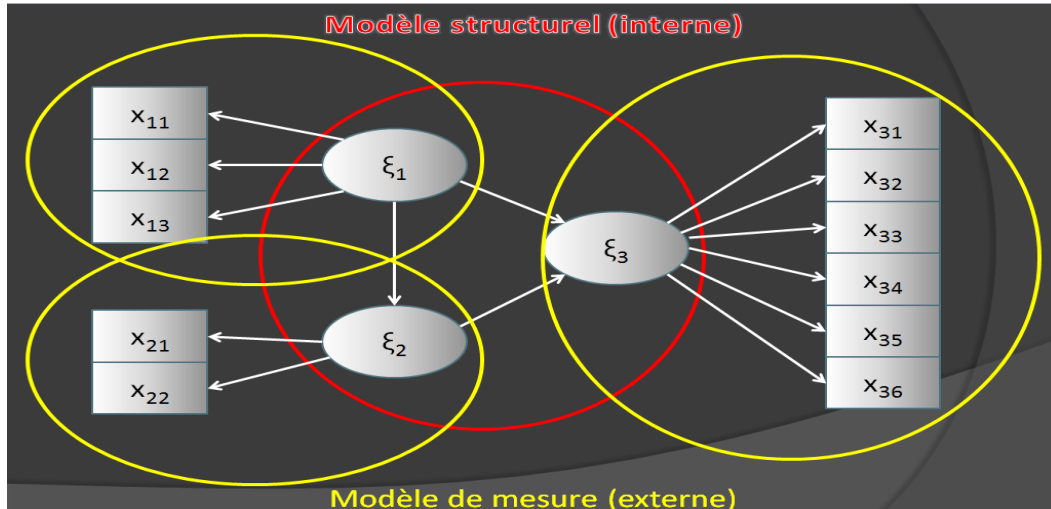 Modèle structurel (interne)
x11
x12
x13
ξ1
x21
x22
ξ2
ξ3
x31
x32
x33
x34
x35
x36
Modèle de mesure (externe)